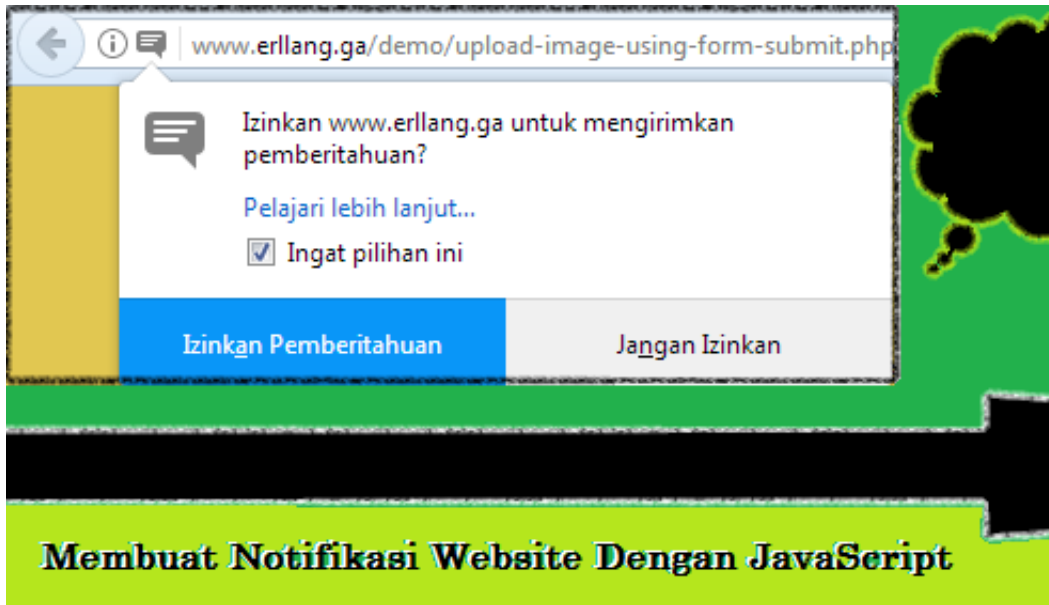 www.erllang.ga/demo/upload-image-using-form-submit.php
Izinkan www.erllang.ga untuk mengirimkan
pemberitahuan?
Pelajari lebih lanjut...
Ingat pilihan ini
Izinkan Pemberitahuan
Jangan Izinkan
Membuat Notifikasi Website Dengan JavaScript